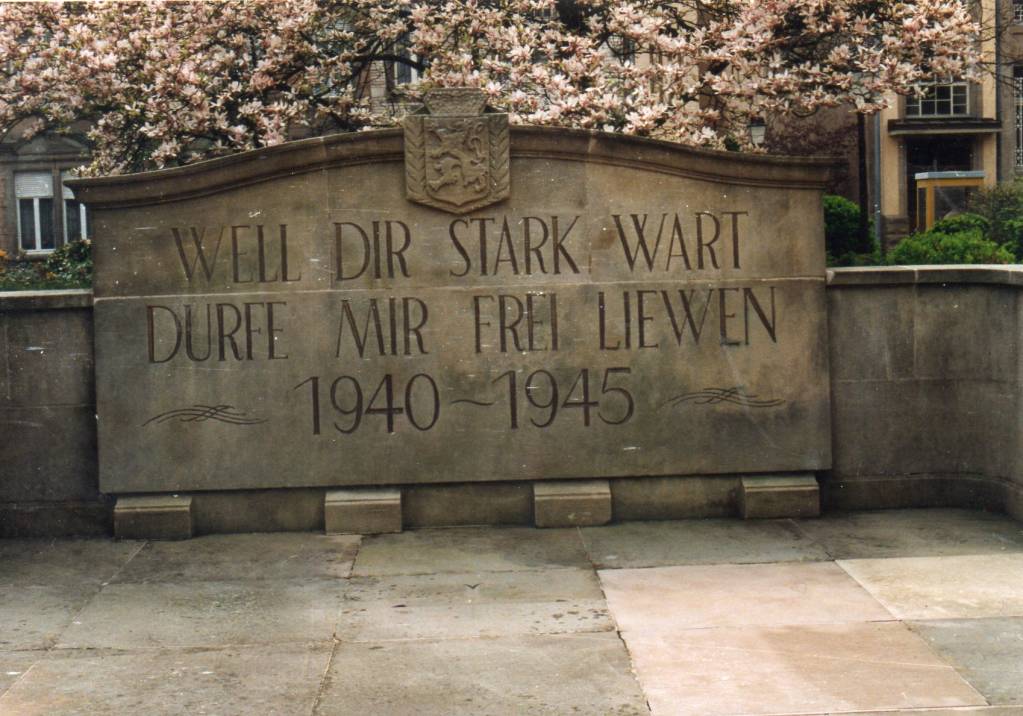 WELL DIR STARK WART
DURFE MIR FREI LIEWEN
1940~1945